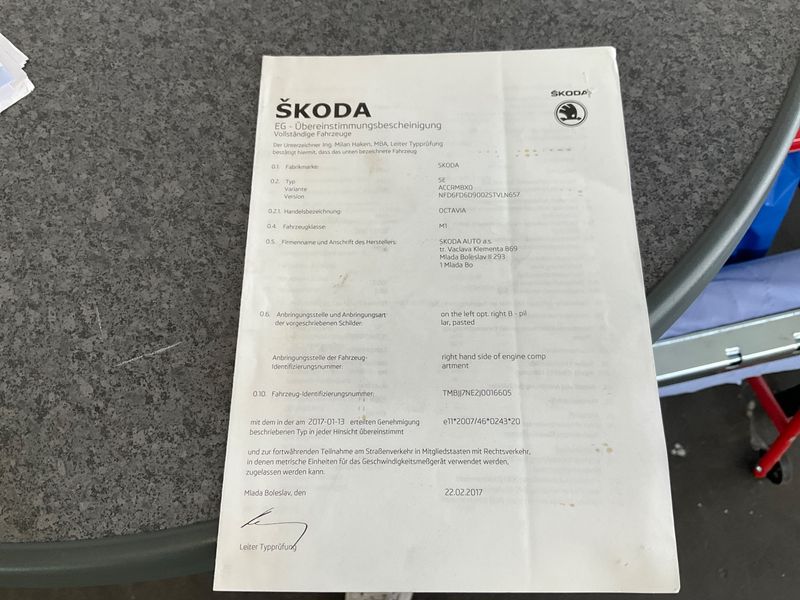 ŠKODA
ŠKODA
EG - Übereinstimmungsbescheinigung
Vollständige Fahrzeuge
Der Unterzeichner Ing. Milan Haken, MBA, Leiter Typprüfung
bestätigt hiermit, dass das unten bezeichnete Fahrzeug
0.1. Fabrikmarke: SKODA
0.2. Typ 5E
Variante ACCRMBX0
Version NFD6FD6D9002STVLN6S7
0.2.1. Handelsbezeichnung: OCTAVIA
0.4. Fahrzeugklasse: M1
0.5. Firmenname und Anschrift des Herstellers: SKODA AUTO a.s.
tr. Vaclava Klementa 869
Mlada Boleslav II 293
1 Mlada Bo
0.6. Anbringungsstelle und Anbringungsart on the left opt. right B - pil
der vorgeschriebenen Schilder: lar, pasted
Anbringungsstelle der Fahrzeug- right hand side of engine comp
Identifizierungsnummer: artment
0.10. Fahrzeug-Identifizierungsnummer: TMBJJ7NE2J0016605
mit dem in der am 2017-01-13 erteilten Genehmigung e11*2007/46*0243*20
beschriebenen Typ in jeder Hinsicht übereinstimmt
und zur fortwährenden Teilnahme am Straßenverkehr in Mitgliedstaaten mit Rechtsverkehr,
in denen metrische Einheiten für das Geschwindigkeitsmeßgerät verwendet werden,
zugelassen werden kann.
Mlada Boleslav, den 22.02.2017
Leiter Typprüfung